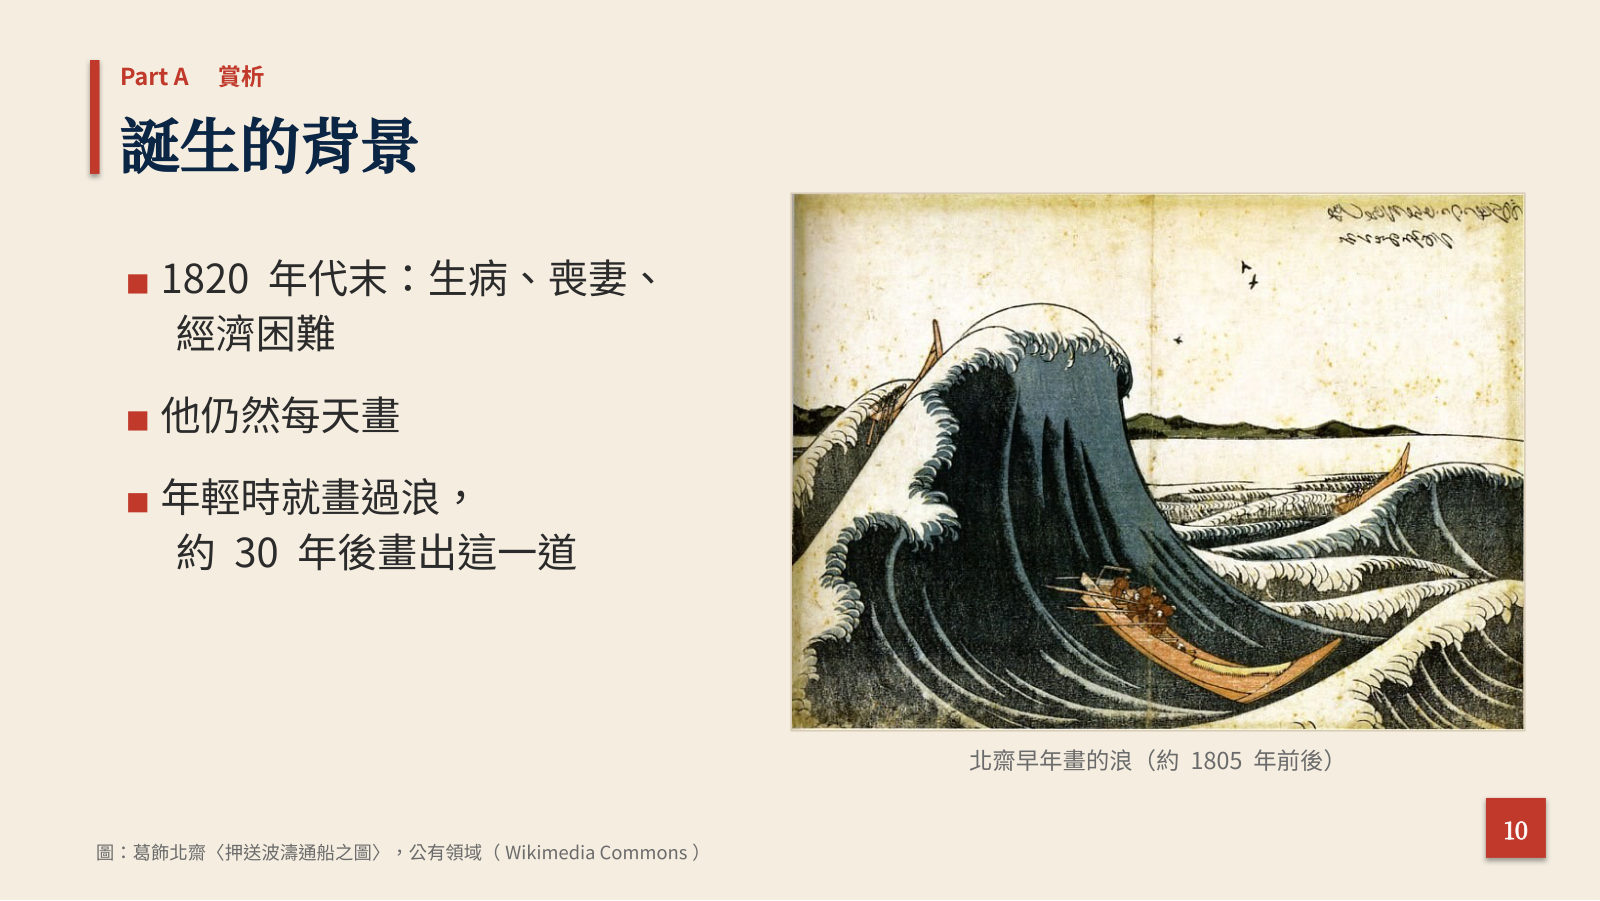 Part A 賞析
誕生的背景
1820 年代末：生病、喪妻、
經濟困難
他仍然每天畫
年輕時就畫過浪，
約 30 年後畫出這一道
北齋早年畫的浪（約 1805 年前後）
圖：葛飾北齋〈押送波濤通船之圖〉，公有領域（ Wikimedia Commons ）
10